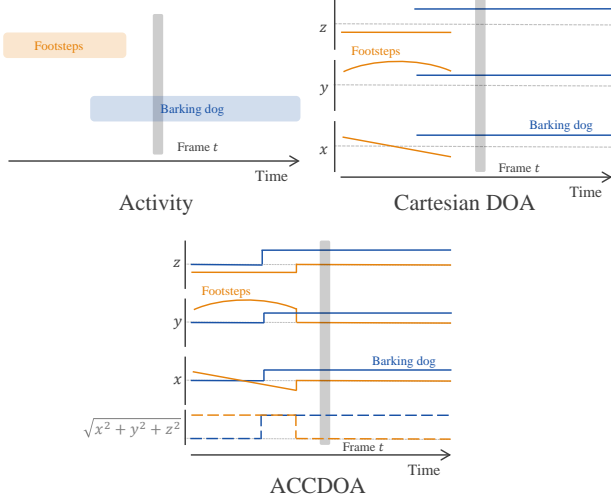 Footsteps
Barking dog
Frame t
Time
Activity
z
y
x
Barking dog
Frame t
Time
Cartesian DOA
z
Footsteps
y
x
Barking dog
√x² + y² + z²
Frame t
Time
ACCDOA